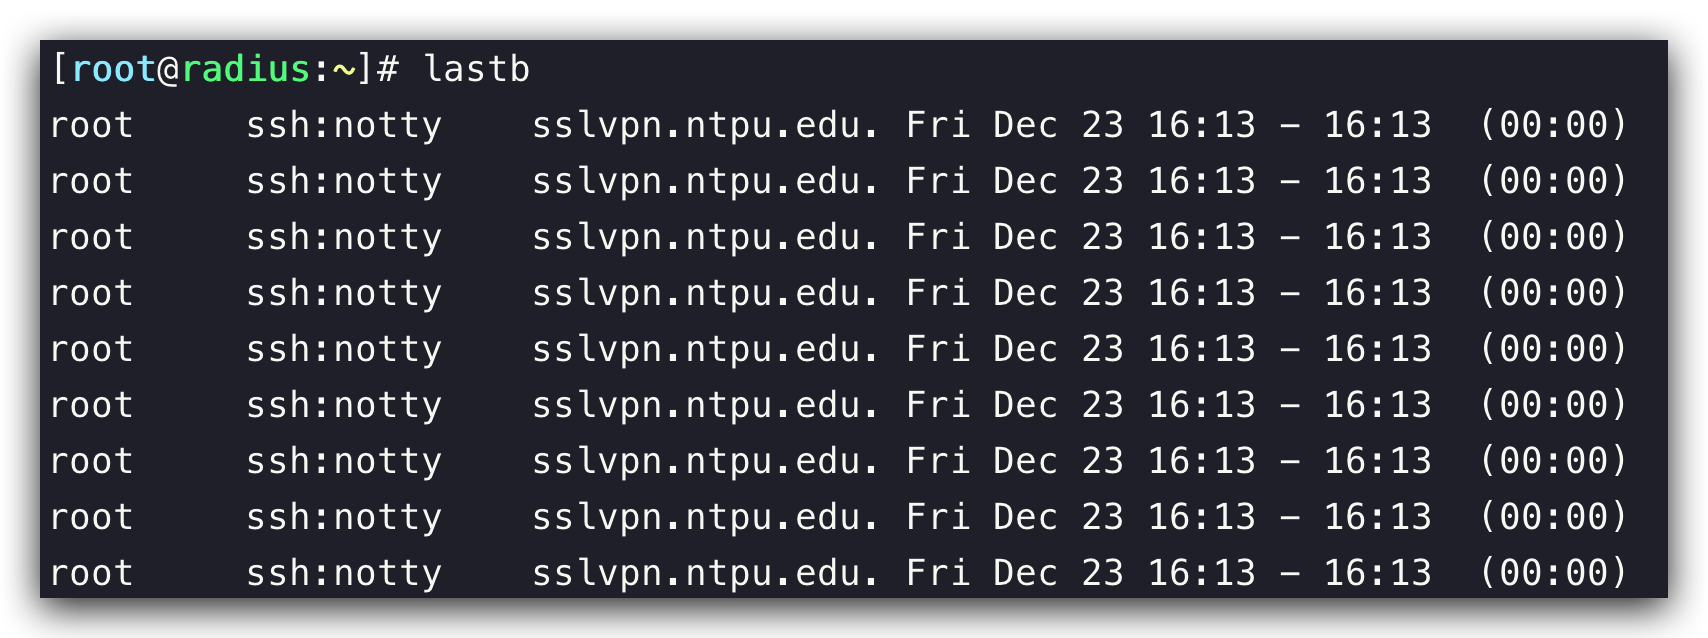 [root@radius:~]# lastb
root     ssh:notty    sslvpn.ntpu.edu. Fri Dec 23 16:13 - 16:13  (00:00)
root     ssh:notty    sslvpn.ntpu.edu. Fri Dec 23 16:13 - 16:13  (00:00)
root     ssh:notty    sslvpn.ntpu.edu. Fri Dec 23 16:13 - 16:13  (00:00)
root     ssh:notty    sslvpn.ntpu.edu. Fri Dec 23 16:13 - 16:13  (00:00)
root     ssh:notty    sslvpn.ntpu.edu. Fri Dec 23 16:13 - 16:13  (00:00)
root     ssh:notty    sslvpn.ntpu.edu. Fri Dec 23 16:13 - 16:13  (00:00)
root     ssh:notty    sslvpn.ntpu.edu. Fri Dec 23 16:13 - 16:13  (00:00)
root     ssh:notty    sslvpn.ntpu.edu. Fri Dec 23 16:13 - 16:13  (00:00)
root     ssh:notty    sslvpn.ntpu.edu. Fri Dec 23 16:13 - 16:13  (00:00)